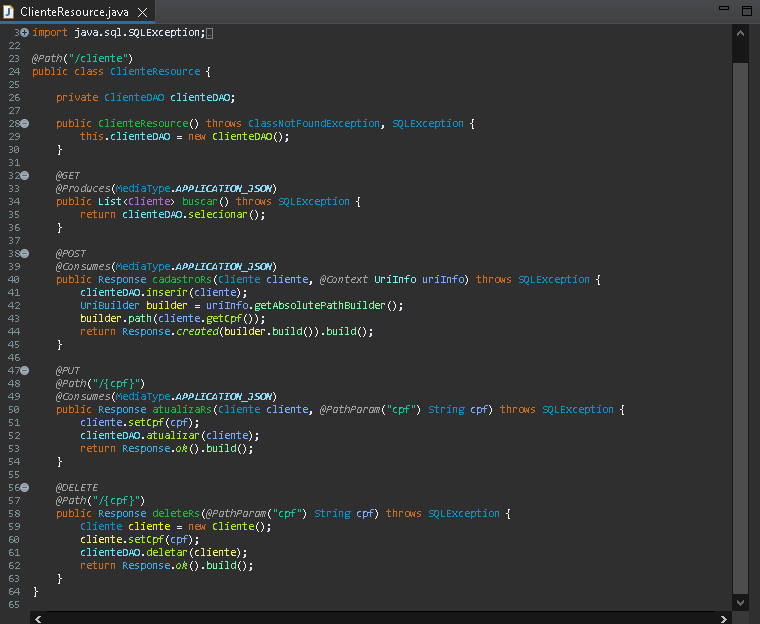 ClienteResource.java
3 import java.sql.SQLException;
22
23 @Path("/cliente")
24 public class ClienteResource {
25
26     private ClienteDAO clienteDAO;
27
28     public ClienteResource() throws ClassNotFoundException, SQLException {
29         this.clienteDAO = new ClienteDAO();
30     }
31
32     @GET
33     @Produces(MediaType.APPLICATION_JSON)
34     public List<Cliente> buscar() throws SQLException {
35         return clienteDAO.selecionar();
36     }
37
38     @POST
39     @Consumes(MediaType.APPLICATION_JSON)
40     public Response cadastroRs(Cliente cliente, @Context UriInfo uriInfo) throws SQLException {
41         clienteDAO.inserir(cliente);
42         UriBuilder builder = uriInfo.getAbsolutePathBuilder();
43         builder.path(cliente.getCpf());
44         return Response.created(builder.build()).build();
45     }
46
47     @PUT
48     @Path("/{cpf}")
49     @Consumes(MediaType.APPLICATION_JSON)
50     public Response atualizaRs(Cliente cliente, @PathParam("cpf") String cpf) throws SQLException {
51         cliente.setCpf(cpf);
52         clienteDAO.atualizar(cliente);
53         return Response.ok().build();
54     }
55
56     @DELETE
57     @Path("/{cpf}")
58     public Response deleteRs(@PathParam("cpf") String cpf) throws SQLException {
59         Cliente cliente = new Cliente();
60         cliente.setCpf(cpf);
61         clienteDAO.deletar(cliente);
62         return Response.ok().build();
63     }
64 }
65